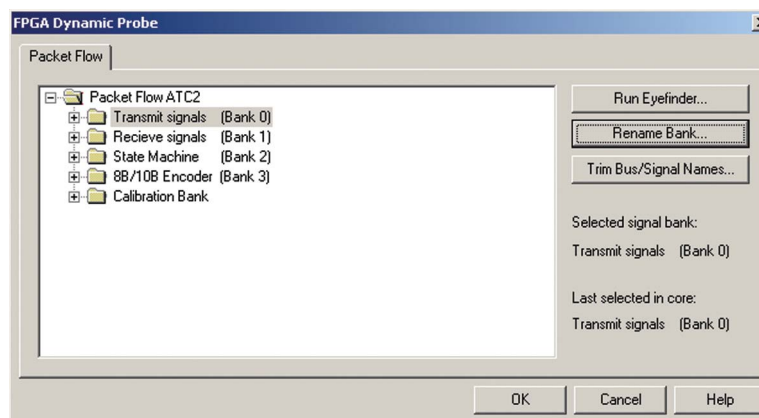 FPGA Dynamic Probe
Packet Flow
Packet Flow ATC2
Transmit signals (Bank 0)
Recieve signals (Bank 1)
State Machine (Bank 2)
8B/10B Encoder (Bank 3)
Calibration Bank
Run Eyefinder...
Rename Bank...
Trim Bus/Signal Names...
Selected signal bank:
Transmit signals (Bank 0)
Last selected in core:
Transmit signals (Bank 0)
OK
Cancel
Help